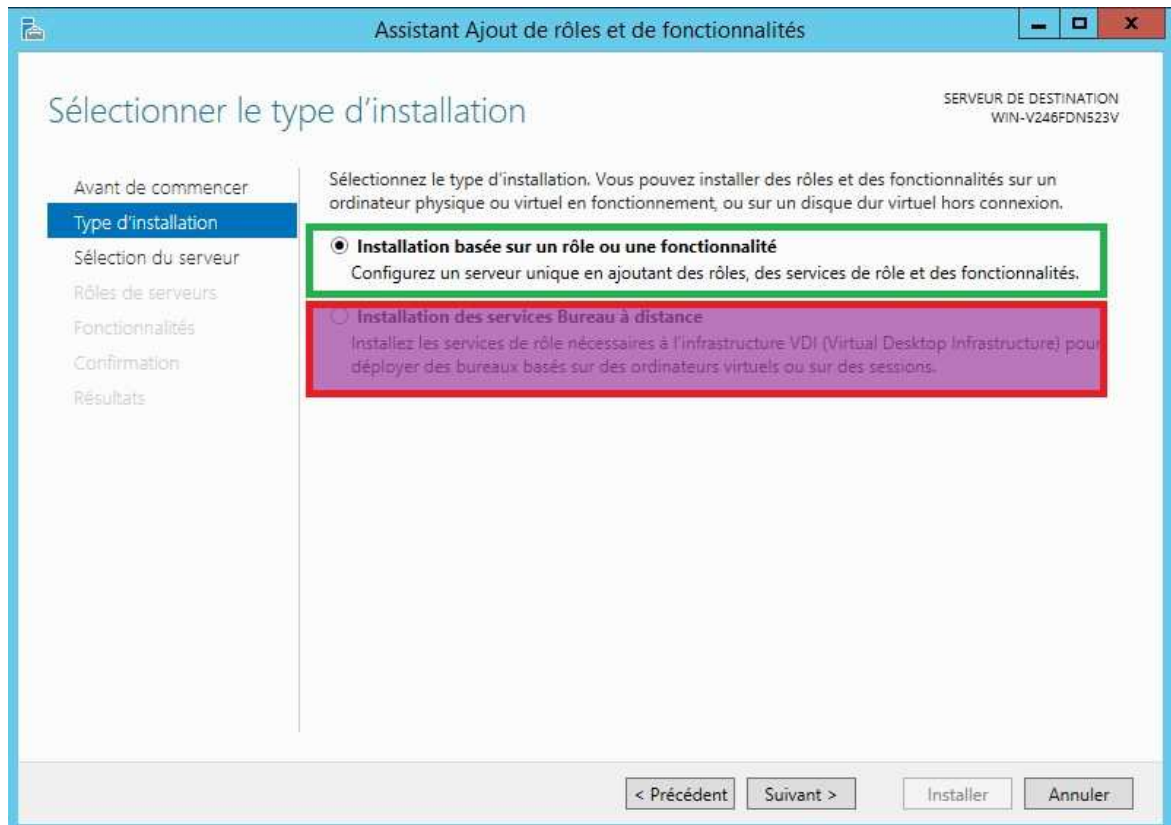 Assistant Ajout de rôles et de fonctionnalités
Sélectionner le type d'installation
SERVEUR DE DESTINATION
WIN-V246FDN523V
Avant de commencer
Type d'installation
Sélection du serveur
Rôles de serveurs
Fonctionnalités
Confirmation
Résultats
Sélectionnez le type d'installation. Vous pouvez installer des rôles et des fonctionnalités sur un
ordinateur physique ou virtuel en fonctionnement, ou sur un disque dur virtuel hors connexion.
Installation basée sur un rôle ou une fonctionnalité
Configurez un serveur unique en ajoutant des rôles, des services de rôle et des fonctionnalités.
Installation des services Bureau à distance
Installez les services de rôle nécessaires à l'infrastructure VDI (Virtual Desktop Infrastructure) pour
déployer des bureaux basés sur des ordinateurs virtuels ou sur des sessions.
< Précédent
Suivant >
Installer
Annuler